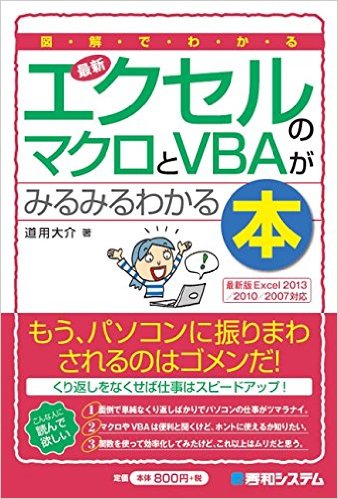 図・解・で・わ・か・る
最新
エクセルの
マクロとVBAが
みるみるわかる本
道用大介 著
最新版Excel 2013
/2010/2007対応
もう、パソコンに振りまわ
されるのはゴメンだ!
くり返しをなくせば仕事はスピードアップ!
こんな人に
読んで
欲しい
1 面倒で単純なくり返しばかりでパソコンの仕事がツマラナイ。
2 マクロやVBAは便利と聞くけど、ホントに使えるか知りたい。
3 関数を使って効率化してみたけど、これ以上はムリだと思う。
定価 本体800円+税
秀和システム